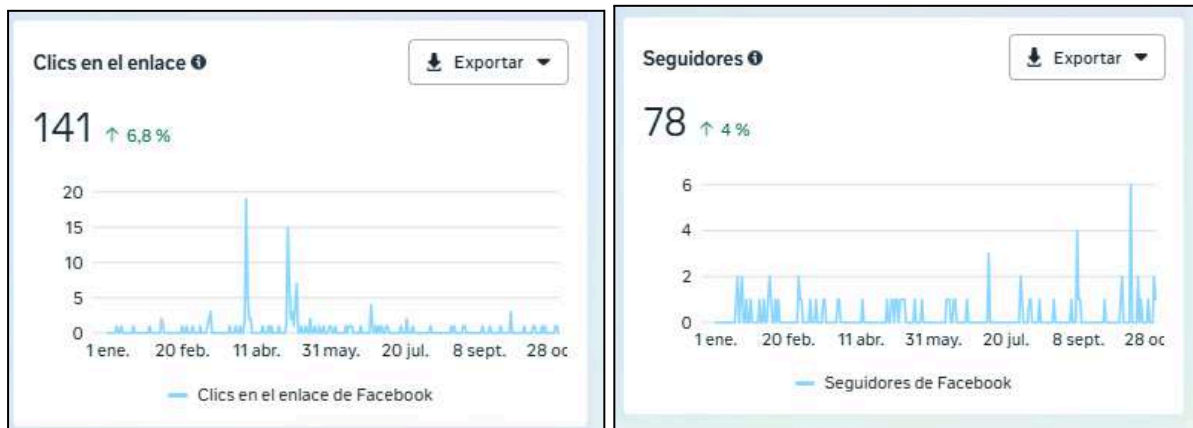 Clics en el enlace
Exportar
141 ↑ 6,8 %
20
15
10
5
0
1 ene. 20 feb. 11 abr. 31 may. 20 jul. 8 sept. 28 oc
Clics en el enlace de Facebook
Seguidores
Exportar
78 ↑ 4 %
6
4
2
0
1 ene. 20 feb. 11 abr. 31 may. 20 jul. 8 sept. 28 oc
Seguidores de Facebook